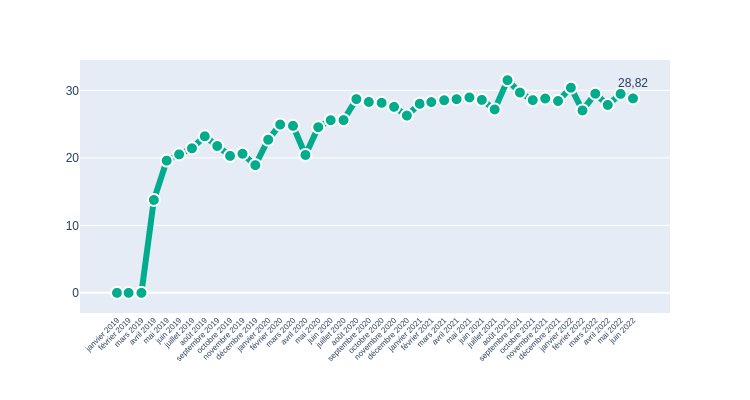 28,82
30
20
10
0
janvier 2019
février 2019
mars 2019
avril 2019
mai 2019
juin 2019
juillet 2019
août 2019
septembre 2019
octobre 2019
novembre 2019
décembre 2019
janvier 2020
février 2020
mars 2020
avril 2020
mai 2020
juin 2020
juillet 2020
août 2020
septembre 2020
octobre 2020
novembre 2020
décembre 2020
janvier 2021
février 2021
mars 2021
avril 2021
mai 2021
juin 2021
juillet 2021
août 2021
septembre 2021
octobre 2021
novembre 2021
décembre 2021
janvier 2022
février 2022
mars 2022
avril 2022
mai 2022
juin 2022